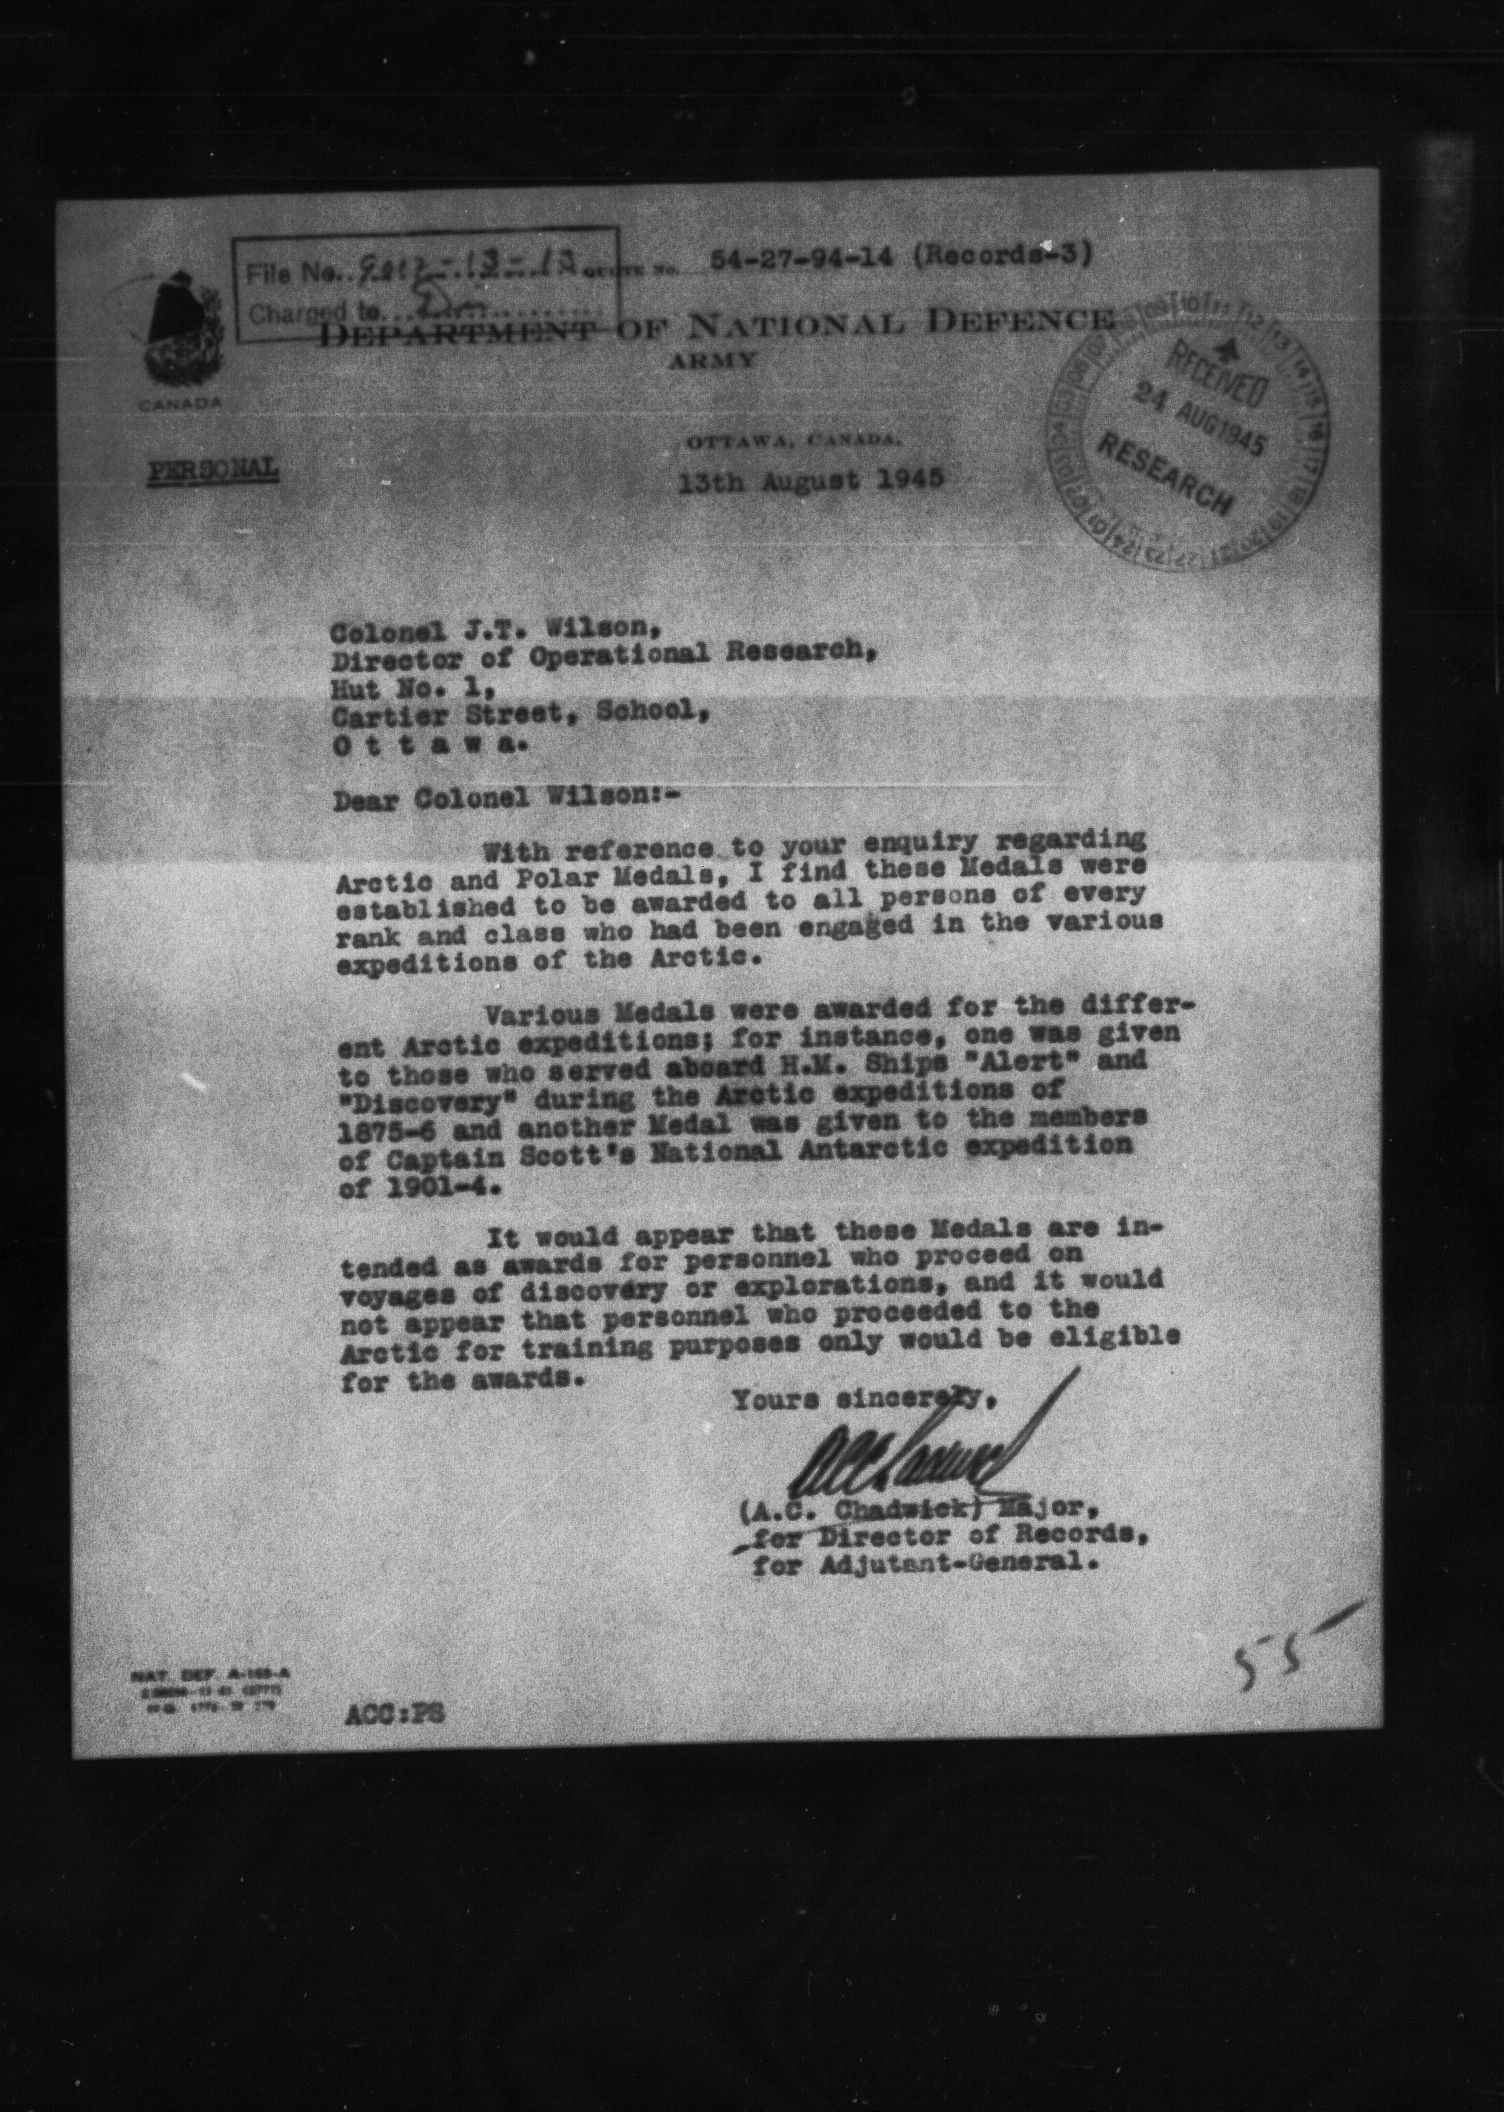 File No. 9012-13-13 QUOTE No. 54-27-94-14 (Records-3)
Charged to
DEPARTMENT OF NATIONAL DEFENCE
ARMY
CANADA
OTTAWA, CANADA.
PERSONAL
13th August 1945
RECEIVED
24 AUG 1945
RESEARCH
Colonel J.T. Wilson,
Director of Operational Research,
Hut No. 1,
Cartier Street, School,
O t t a w a.
Dear Colonel Wilson:-
With reference to your enquiry regarding
Arctic and Polar Medals, I find these Medals were
established to be awarded to all persons of every
rank and class who had been engaged in the various
expeditions of the Arctic.
Various Medals were awarded for the differ-
ent Arctic expeditions; for instance, one was given
to those who served aboard H.M. Ships "Alert" and
"Discovery" during the Arctic expeditions of
1875-6 and another Medal was given to the members
of Captain Scott's National Antarctic expedition
of 1901-4.
It would appear that these Medals are in-
tended as awards for personnel who proceed on
voyages of discovery or explorations, and it would
not appear that personnel who proceeded to the
Arctic for training purposes only would be eligible
for the awards.
Yours sincerely,
(A.C. Chadwick) Major,
for Director of Records,
for Adjutant-General.
55
NAT. DEF. A-168-A
ACC:PS